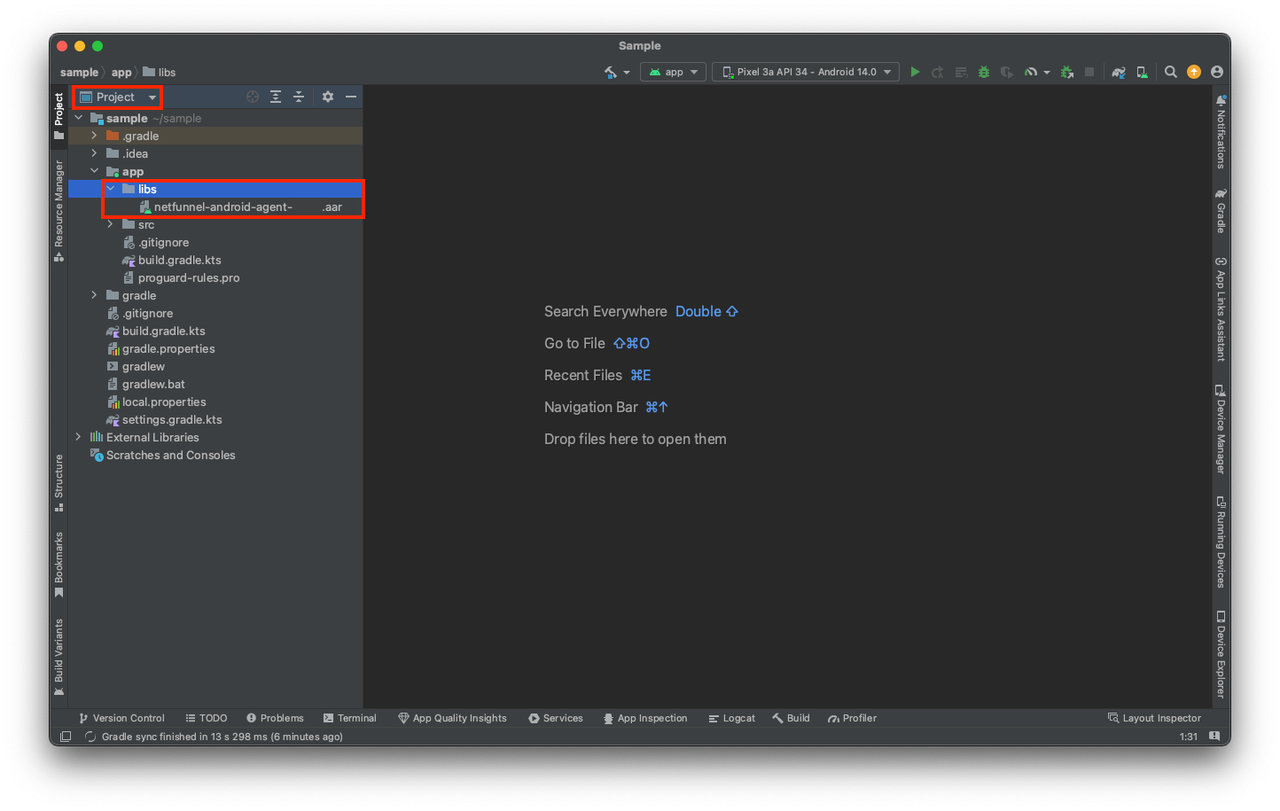 Sample
sample app libs
app
Pixel 3a API 34 - Android 14.0
Project
Project
Resource Manager
Structure
Bookmarks
Build Variants
sample ~/sample
.gradle
.idea
app
libs
netfunnel-android-agent- .aar
src
.gitignore
build.gradle.kts
proguard-rules.pro
gradle
.gitignore
build.gradle.kts
gradle.properties
gradlew
gradlew.bat
local.properties
settings.gradle.kts
External Libraries
Scratches and Consoles
Search Everywhere Double ⇧
Go to File ⇧⌘O
Recent Files ⌘E
Navigation Bar ⌘↑
Drop files here to open them
Notifications
Gradle
App Links Assistant
Device Manager
Running Devices
Device Explorer
Version Control TODO Problems Terminal App Quality Insights Services App Inspection Logcat Build Profiler Layout Inspector
Gradle sync finished in 13 s 298 ms (6 minutes ago) 1:31